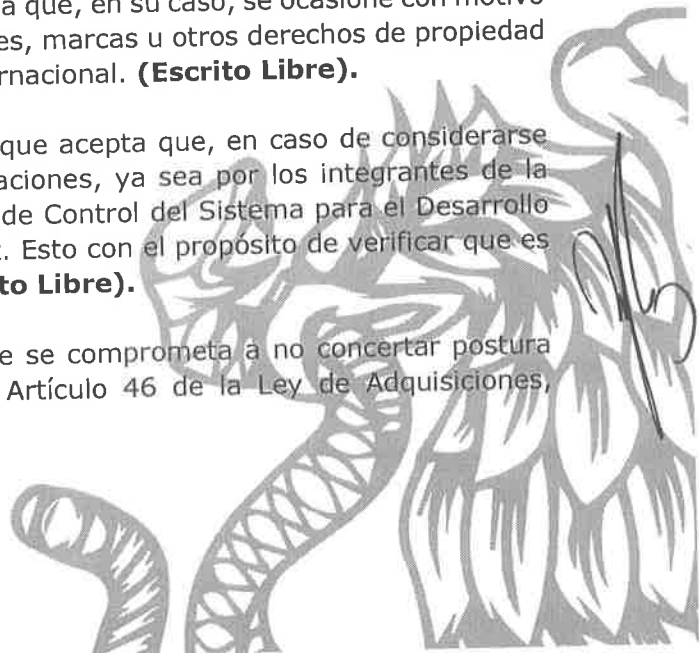 a que, en su caso, se ocasione con motivo
es, marcas u otros derechos de propiedad
rnacional. (Escrito Libre).
que acepta que, en caso de considerarse
aciones, ya sea por los integrantes de la
de Control del Sistema para el Desarrollo
. Esto con el propósito de verificar que es
to Libre).
e se comprometa a no concertar postura
Artículo 46 de la Ley de Adquisiciones,